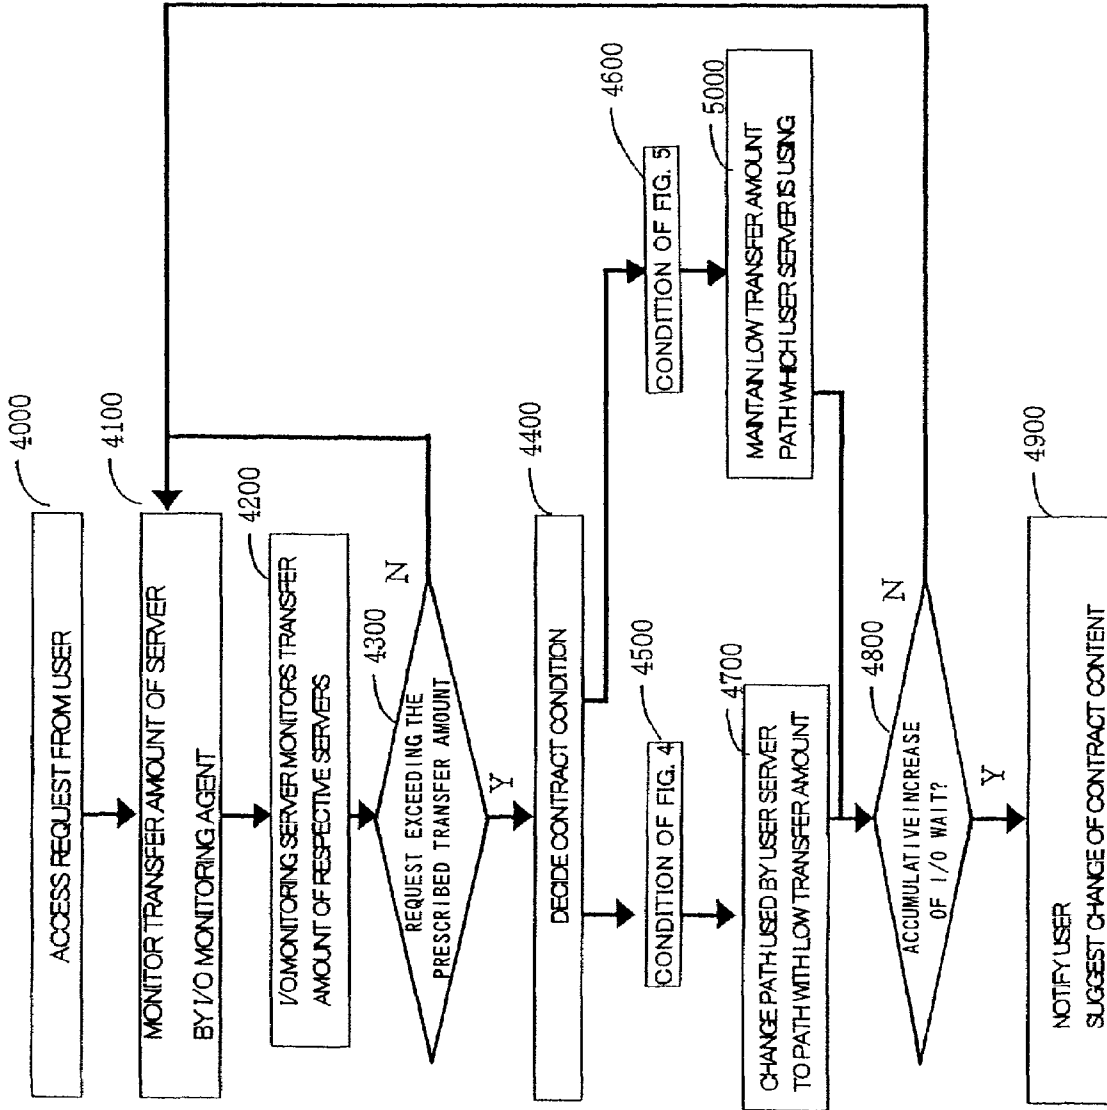 4000
ACCESS REQUEST FROM USER
4100
MONITOR TRANSFER AMOUNT OF SERVER
BY I/O MONITORING AGENT
4200
I/O.MONITORING SERVER MONITORS TRANSFER
AMOUNT OF RESPECTIVE SERVERS
4300
REQUEST EXCEEDING THE
PRESCRIBED TRANSFER AMOUNT
N
Y
4400
DECIDE CONTRACT CONDITION
4500
CONDITION OF FIG. 4
4600
CONDITION OF FIG. 5
4700
CHANGE PATH USED BY USER SERVER
TO PATH WITH LOW TRANSFER AMOUNT
5000
MAINTAIN LOW TRANSFER AMOUNT
PATH WHICH USER SERVER IS USING
4800
ACCUMULATIVE INCREASE
OF I/O WAIT?
N
Y
4900
NOTIFY USER
SUGGEST CHANGE OF CONTRACT CONTENT